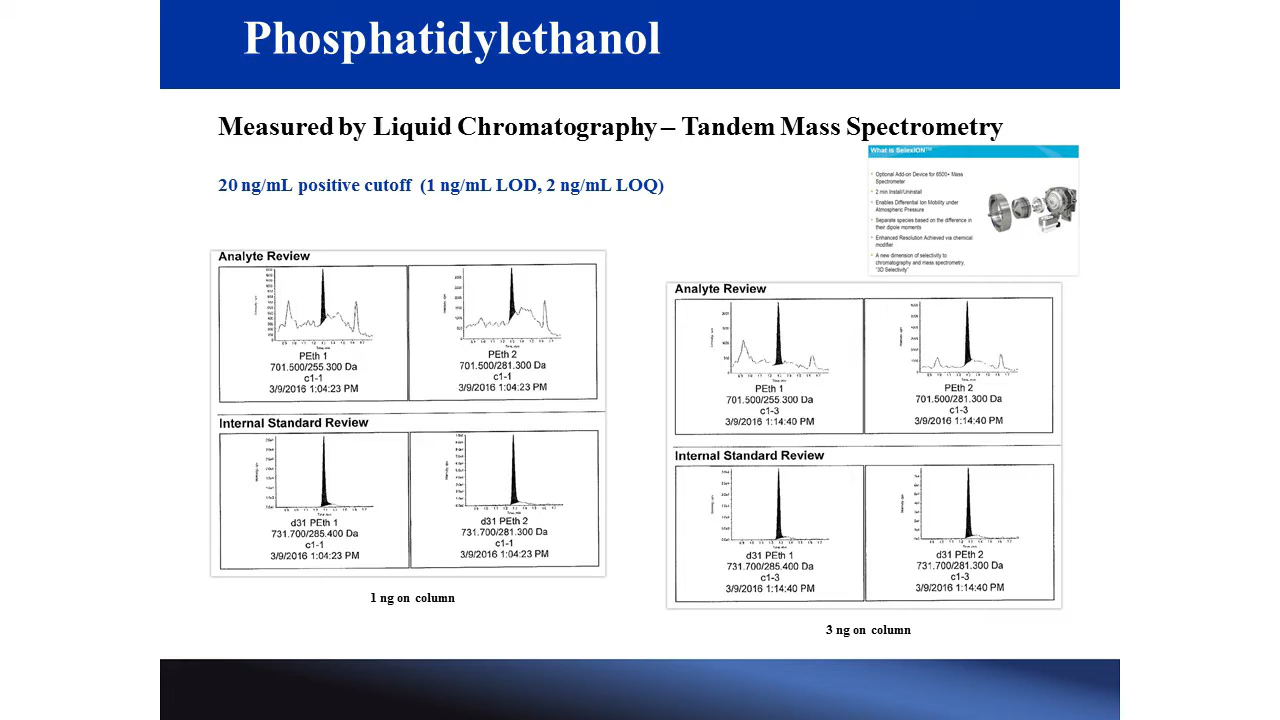 Phosphatidylethanol
Measured by Liquid Chromatography – Tandem Mass Spectrometry
20 ng/mL positive cutoff (1 ng/mL LOD, 2 ng/mL LOQ)
What is SelexION™
• Optional Add-on Device for 6500+ Mass
Spectrometer
• 2 min Install/Uninstall
• Enables Differential Ion Mobility under
Atmospheric Pressure
• Separate species based on the difference in
their dipole moments
• Enhanced Resolution Achieved via chemical
modifier
• A new dimension of selectivity to
chromatography and mass spectrometry,
"3D Selectivity"
Analyte Review
PEth 1
701.500/255.300 Da
c1-1
3/9/2016 1:04:23 PM
PEth 2
701.500/281.300 Da
c1-1
3/9/2016 1:04:23 PM
Internal Standard Review
d31 PEth 1
731.700/285.400 Da
c1-1
3/9/2016 1:04:23 PM
d31 PEth 2
731.700/281.300 Da
c1-1
3/9/2016 1:04:23 PM
1 ng on column
Analyte Review
PEth 1
701.500/255.300 Da
c1-3
3/9/2016 1:14:40 PM
PEth 2
701.500/281.300 Da
c1-3
3/9/2016 1:14:40 PM
Internal Standard Review
d31 PEth 1
731.700/285.400 Da
c1-3
3/9/2016 1:14:40 PM
d31 PEth 2
731.700/281.300 Da
c1-3
3/9/2016 1:14:40 PM
3 ng on column